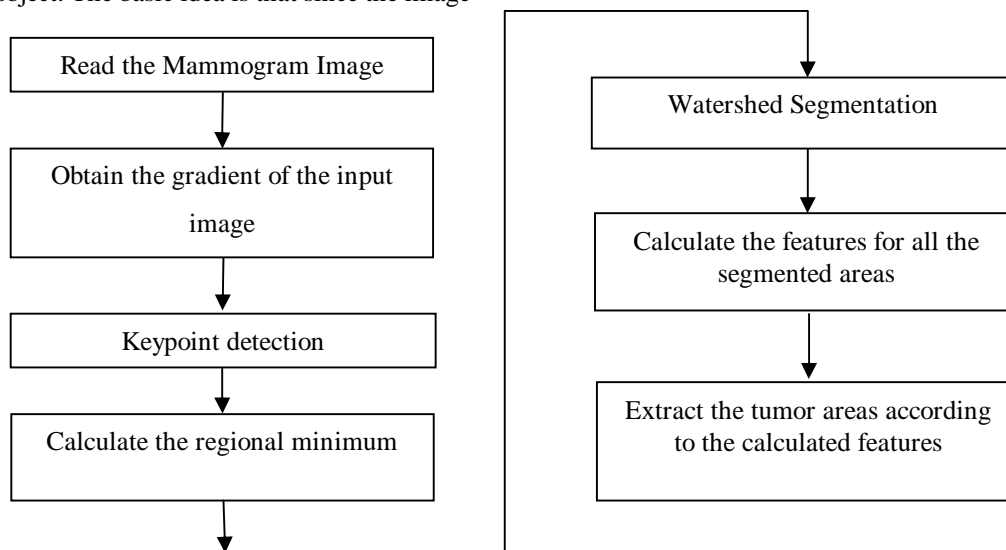 object. The basic idea is that since the image
Read the Mammogram Image
Obtain the gradient of the input
image
Keypoint detection
Calculate the regional minimum
Watershed Segmentation
Calculate the features for all the
segmented areas
Extract the tumor areas according
to the calculated features